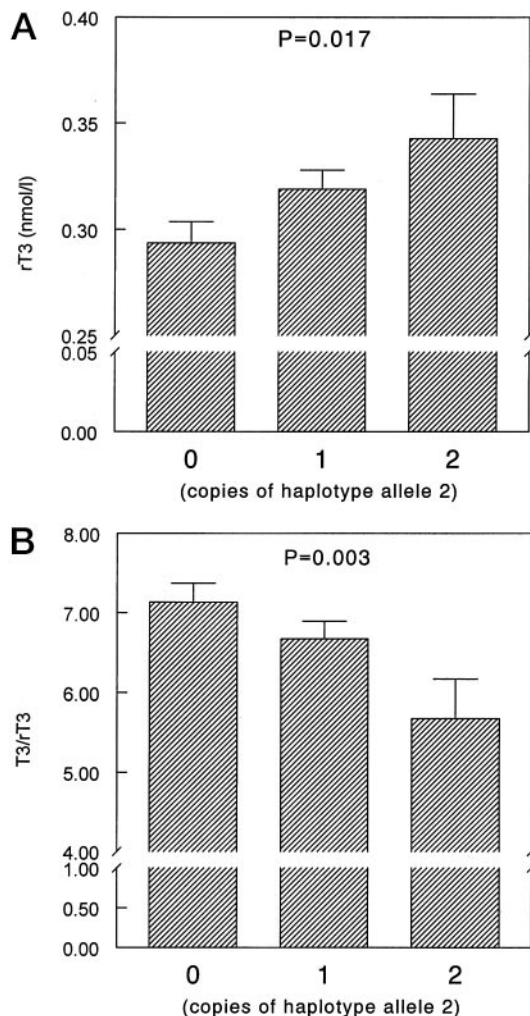 A
P=0.017
rT3 (nmol/l)
0.40
0.35
0.30
0.25
0.05
0.00
0 1 2
(copies of haplotype allele 2)
B
P=0.003
T3/rT3
8.00
7.00
6.00
5.00
4.00
1.00
0.50
0.00
0 1 2
(copies of haplotype allele 2)